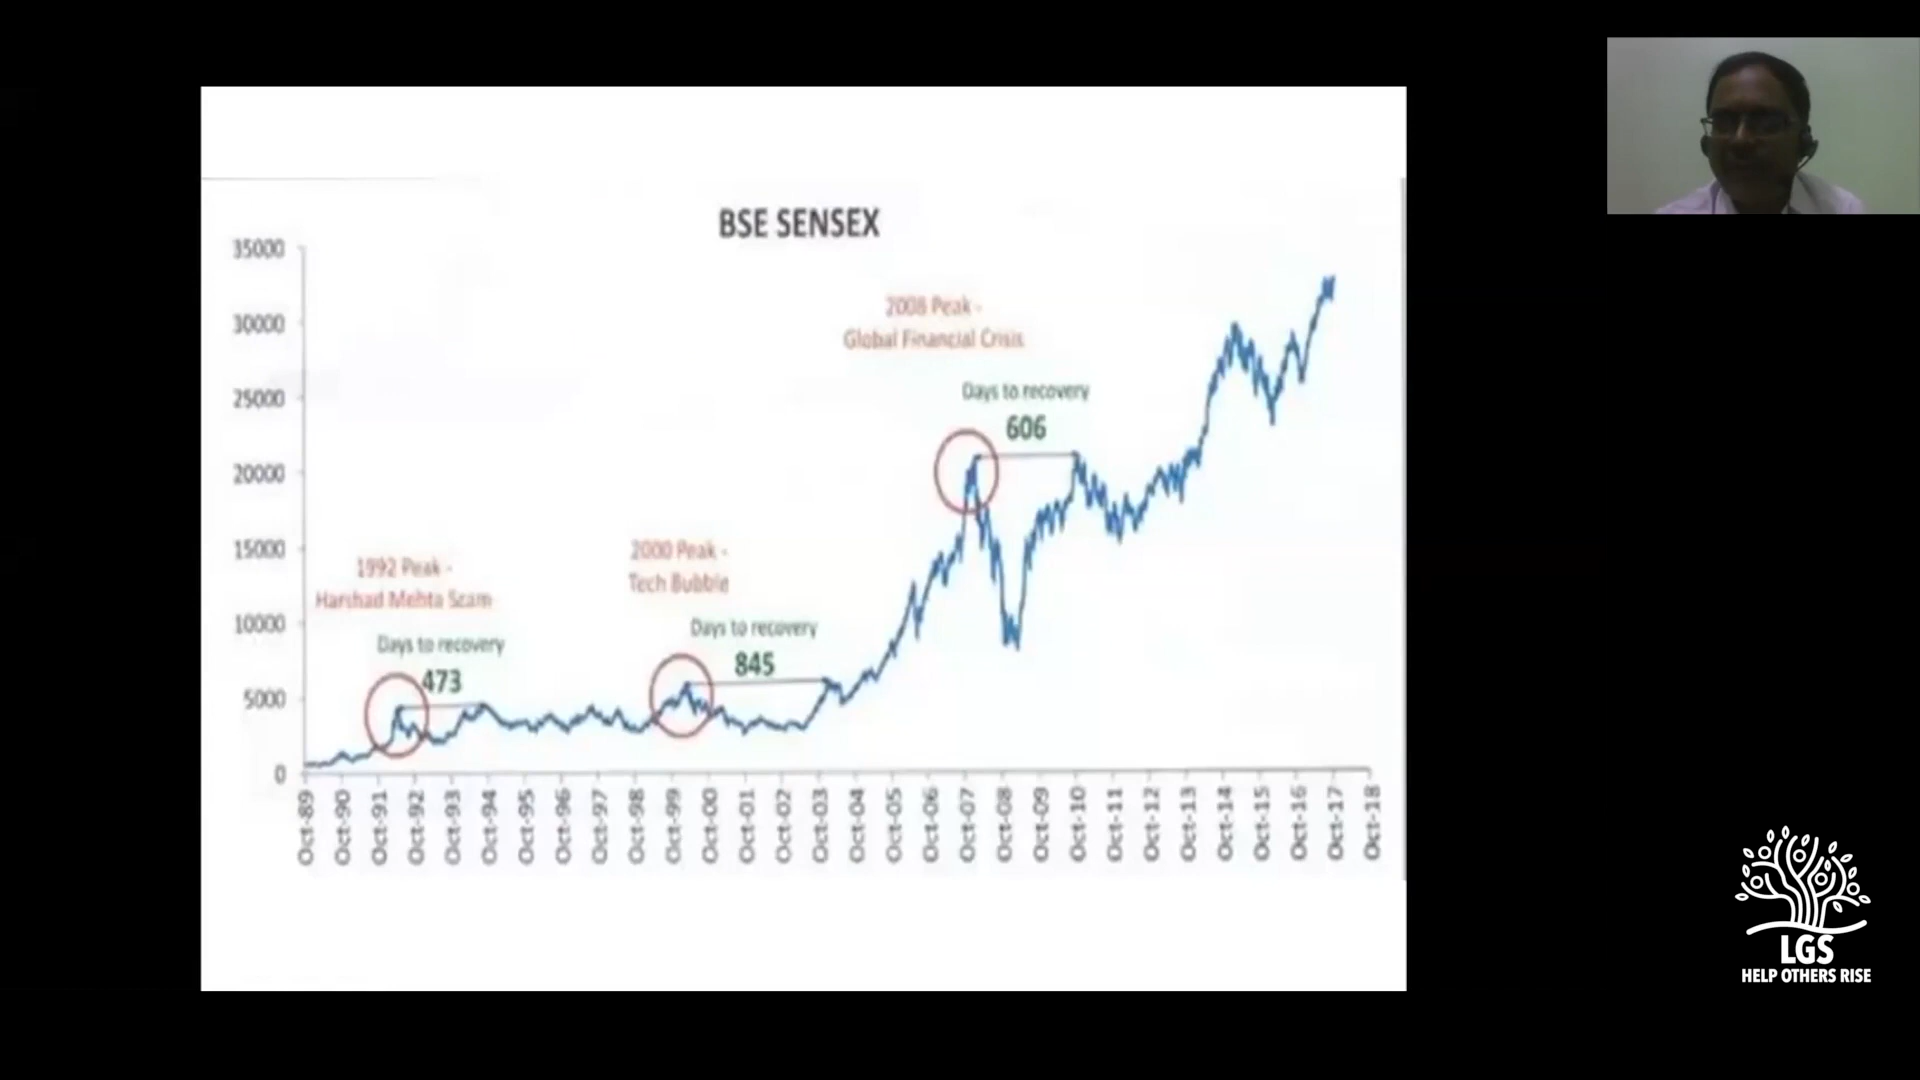 BSE SENSEX
35000
30000
25000
20000
15000
10000
5000
0
1992 Peak -
Harshad Mehta Scam
Days to recovery
473
2000 Peak -
Tech Bubble
Days to recovery
845
2008 Peak -
Global Financial Crisis
Days to recovery
606
Oct-89
Oct-90
Oct-91
Oct-92
Oct-93
Oct-94
Oct-95
Oct-96
Oct-97
Oct-98
Oct-99
Oct-00
Oct-01
Oct-02
Oct-03
Oct-04
Oct-05
Oct-06
Oct-07
Oct-08
Oct-09
Oct-10
Oct-11
Oct-12
Oct-13
Oct-14
Oct-15
Oct-16
Oct-17
Oct-18
LGS
HELP OTHERS RISE